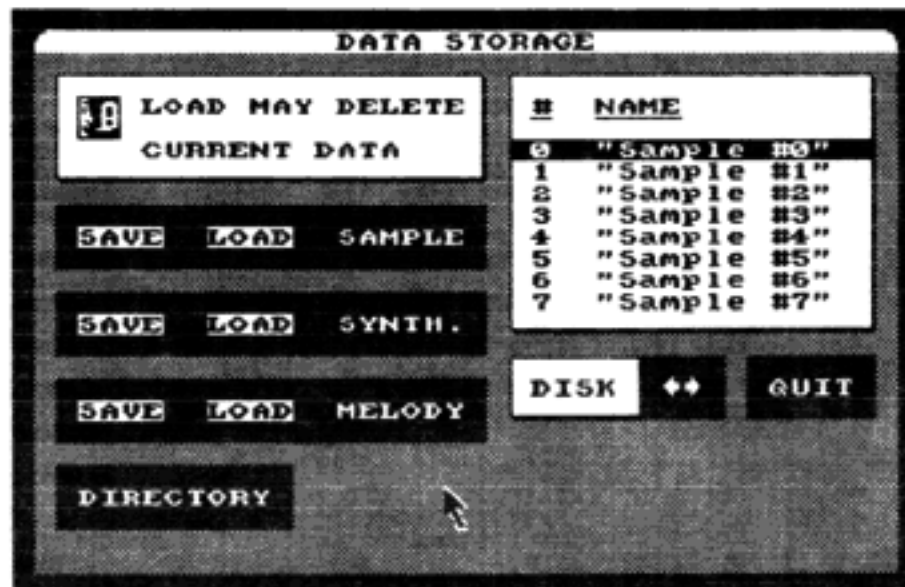 DATA STORAGE
LOAD MAY DELETE
CURRENT DATA
SAVE LOAD SAMPLE
SAVE LOAD SYNTH.
SAVE LOAD MELODY
DIRECTORY
# NAME
0 "Sample #0"
1 "Sample #1"
2 "Sample #2"
3 "Sample #3"
4 "Sample #4"
5 "Sample #5"
6 "Sample #6"
7 "Sample #7"
DISK ↔ QUIT